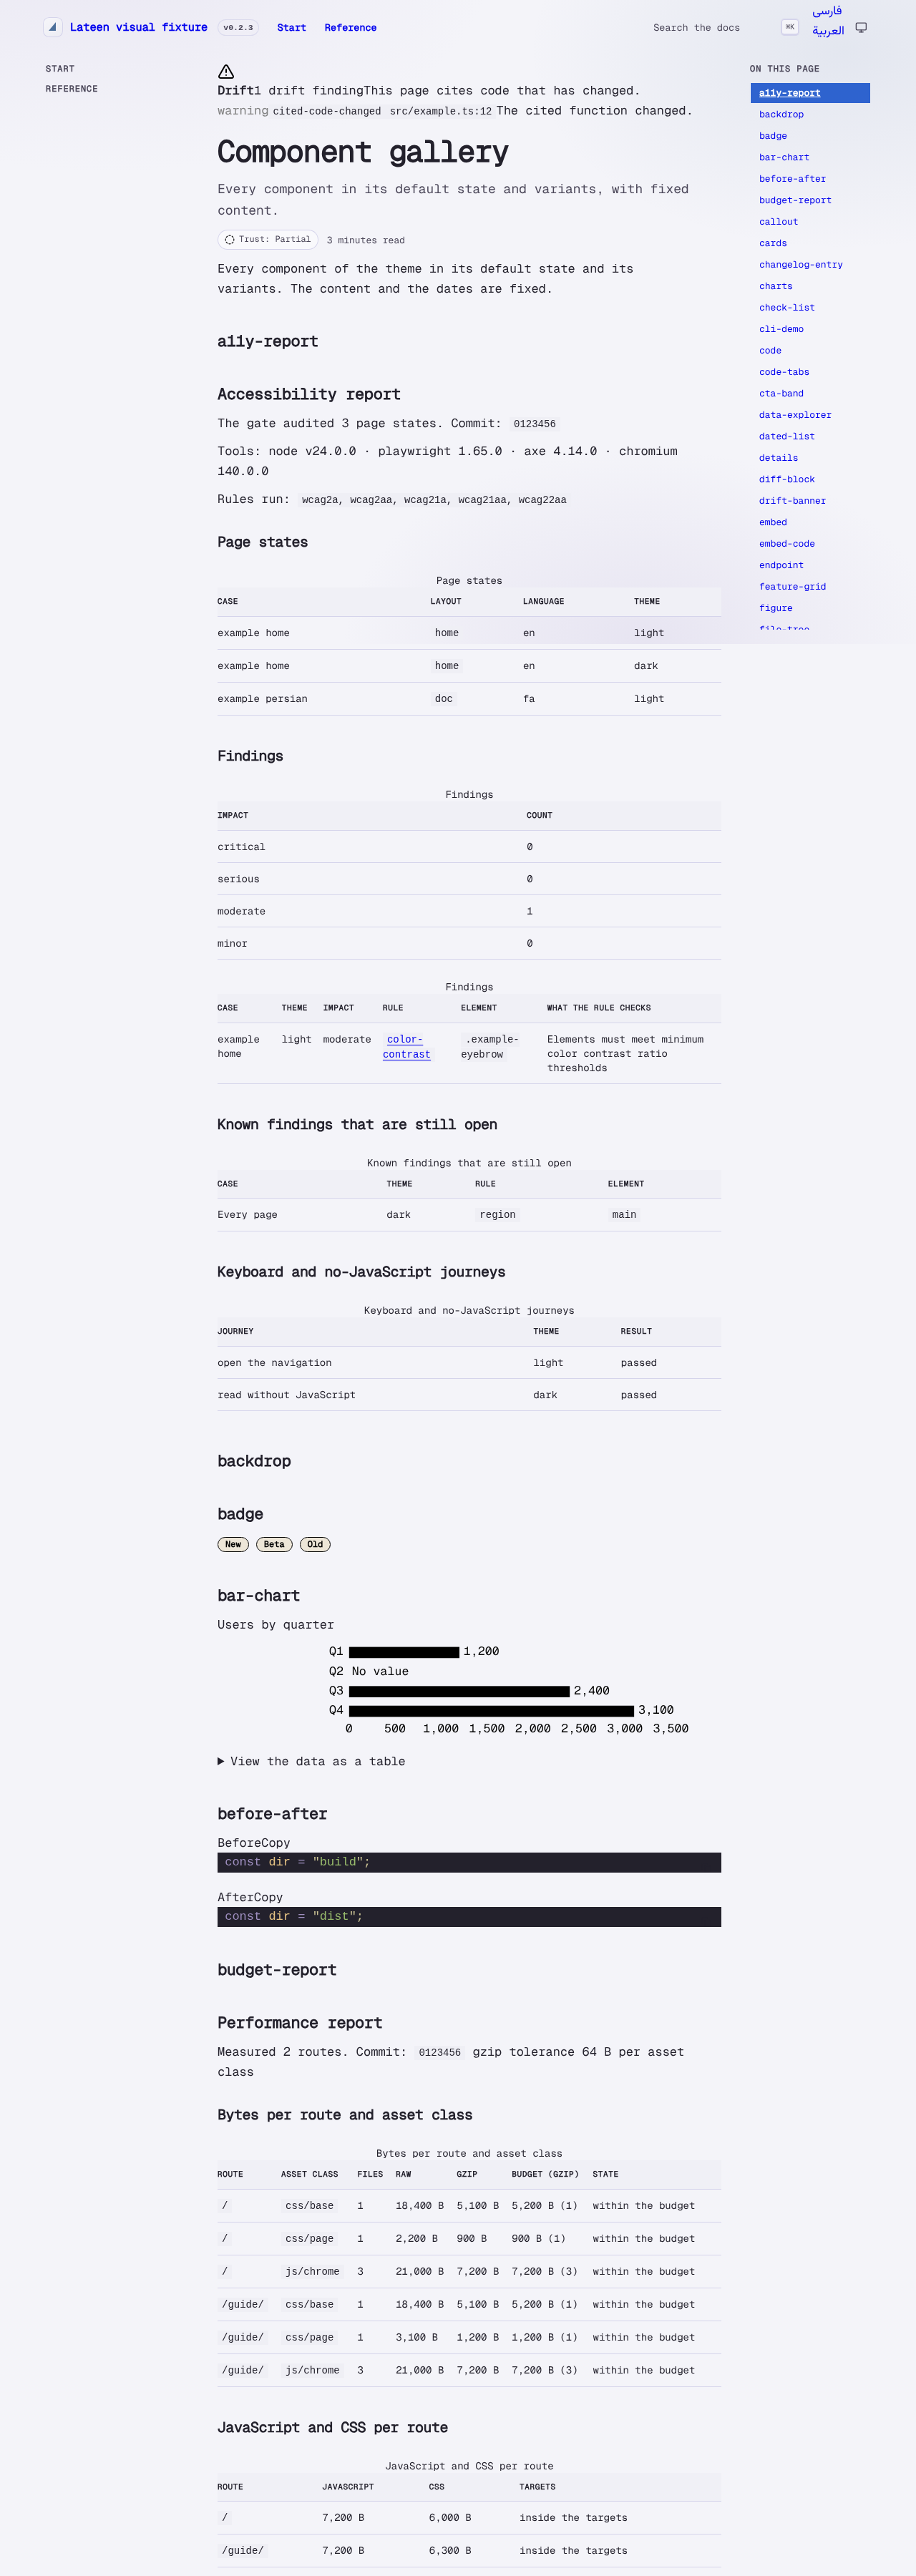 Lateen visual fixture v0.2.3 Start Reference Search the docs ⌘K
فارسی
العربية
START
REFERENCE
Drift1 drift findingThis page cites code that has changed.
warning cited-code-changed src/example.ts:12 The cited function changed.
Component gallery
Every component in its default state and variants, with fixed
content.
Trust: Partial 3 minutes read
Every component of the theme in its default state and its
variants. The content and the dates are fixed.
a11y-report
Accessibility report
The gate audited 3 page states. Commit: 0123456
Tools: node v24.0.0 · playwright 1.65.0 · axe 4.14.0 · chromium
140.0.0
Rules run: wcag2a, wcag2aa, wcag21a, wcag21aa, wcag22aa
Page states
Page states
CASE LAYOUT LANGUAGE THEME
example home home en light
example home home en dark
example persian doc fa light
Findings
Findings
IMPACT COUNT
critical 0
serious 0
moderate 1
minor 0
Findings
CASE THEME IMPACT RULE ELEMENT WHAT THE RULE CHECKS
example light moderate color- .example- Elements must meet minimum
home contrast eyebrow color contrast ratio
thresholds
Known findings that are still open
Known findings that are still open
CASE THEME RULE ELEMENT
Every page dark region main
Keyboard and no-JavaScript journeys
Keyboard and no-JavaScript journeys
JOURNEY THEME RESULT
open the navigation light passed
read without JavaScript dark passed
backdrop
badge
New Beta Old
bar-chart
Users by quarter
Q1 1,200
Q2 No value
Q3 2,400
Q4 3,100
0 500 1,000 1,500 2,000 2,500 3,000 3,500
View the data as a table
before-after
BeforeCopy
const dir = "build";
AfterCopy
const dir = "dist";
budget-report
Performance report
Measured 2 routes. Commit: 0123456 gzip tolerance 64 B per asset
class
Bytes per route and asset class
Bytes per route and asset class
ROUTE ASSET CLASS FILES RAW GZIP BUDGET (GZIP) STATE
/ css/base 1 18,400 B 5,100 B 5,200 B (1) within the budget
/ css/page 1 2,200 B 900 B 900 B (1) within the budget
/ js/chrome 3 21,000 B 7,200 B 7,200 B (3) within the budget
/guide/ css/base 1 18,400 B 5,100 B 5,200 B (1) within the budget
/guide/ css/page 1 3,100 B 1,200 B 1,200 B (1) within the budget
/guide/ js/chrome 3 21,000 B 7,200 B 7,200 B (3) within the budget
JavaScript and CSS per route
JavaScript and CSS per route
ROUTE JAVASCRIPT CSS TARGETS
/ 7,200 B 6,000 B inside the targets
/guide/ 7,200 B 6,300 B inside the targets
ON THIS PAGE
a11y-report
backdrop
badge
bar-chart
before-after
budget-report
callout
cards
changelog-entry
charts
check-list
cli-demo
code
code-tabs
cta-band
data-explorer
dated-list
details
diff-block
drift-banner
embed
embed-code
endpoint
feature-grid
figure